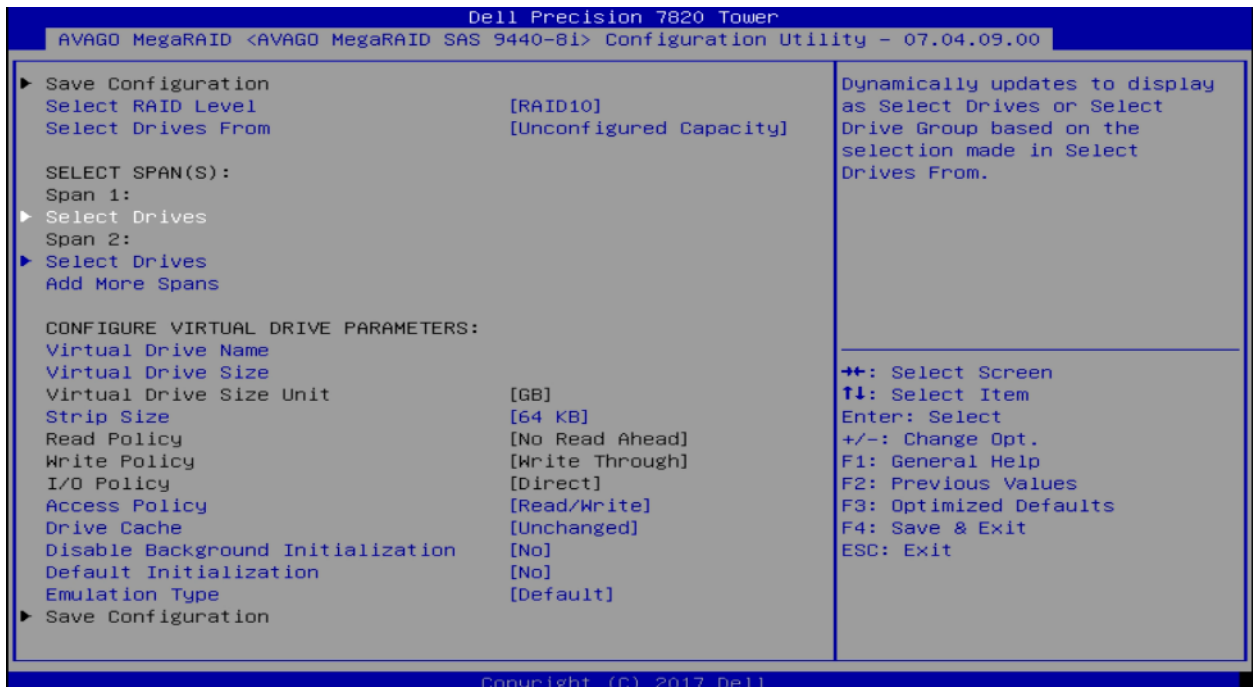 Dell Precision 7820 Tower
AVAGO MegaRAID <AVAGO MegaRAID SAS 9440-8i> Configuration Utility - 07.04.09.00
▶ Save Configuration
Select RAID Level [RAID10]
Select Drives From [Unconfigured Capacity]
SELECT SPAN(S):
Span 1:
▶ Select Drives
Span 2:
▶ Select Drives
Add More Spans
CONFIGURE VIRTUAL DRIVE PARAMETERS:
Virtual Drive Name
Virtual Drive Size
Virtual Drive Size Unit [GB]
Strip Size [64 KB]
Read Policy [No Read Ahead]
Write Policy [Write Through]
I/O Policy [Direct]
Access Policy [Read/Write]
Drive Cache [Unchanged]
Disable Background Initialization [No]
Default Initialization [No]
Emulation Type [Default]
▶ Save Configuration
Dynamically updates to display
as Select Drives or Select
Drive Group based on the
selection made in Select
Drives From.
→←: Select Screen
↑↓: Select Item
Enter: Select
+/-: Change Opt.
F1: General Help
F2: Previous Values
F3: Optimized Defaults
F4: Save & Exit
ESC: Exit
Copyright (C) 2017 Dell